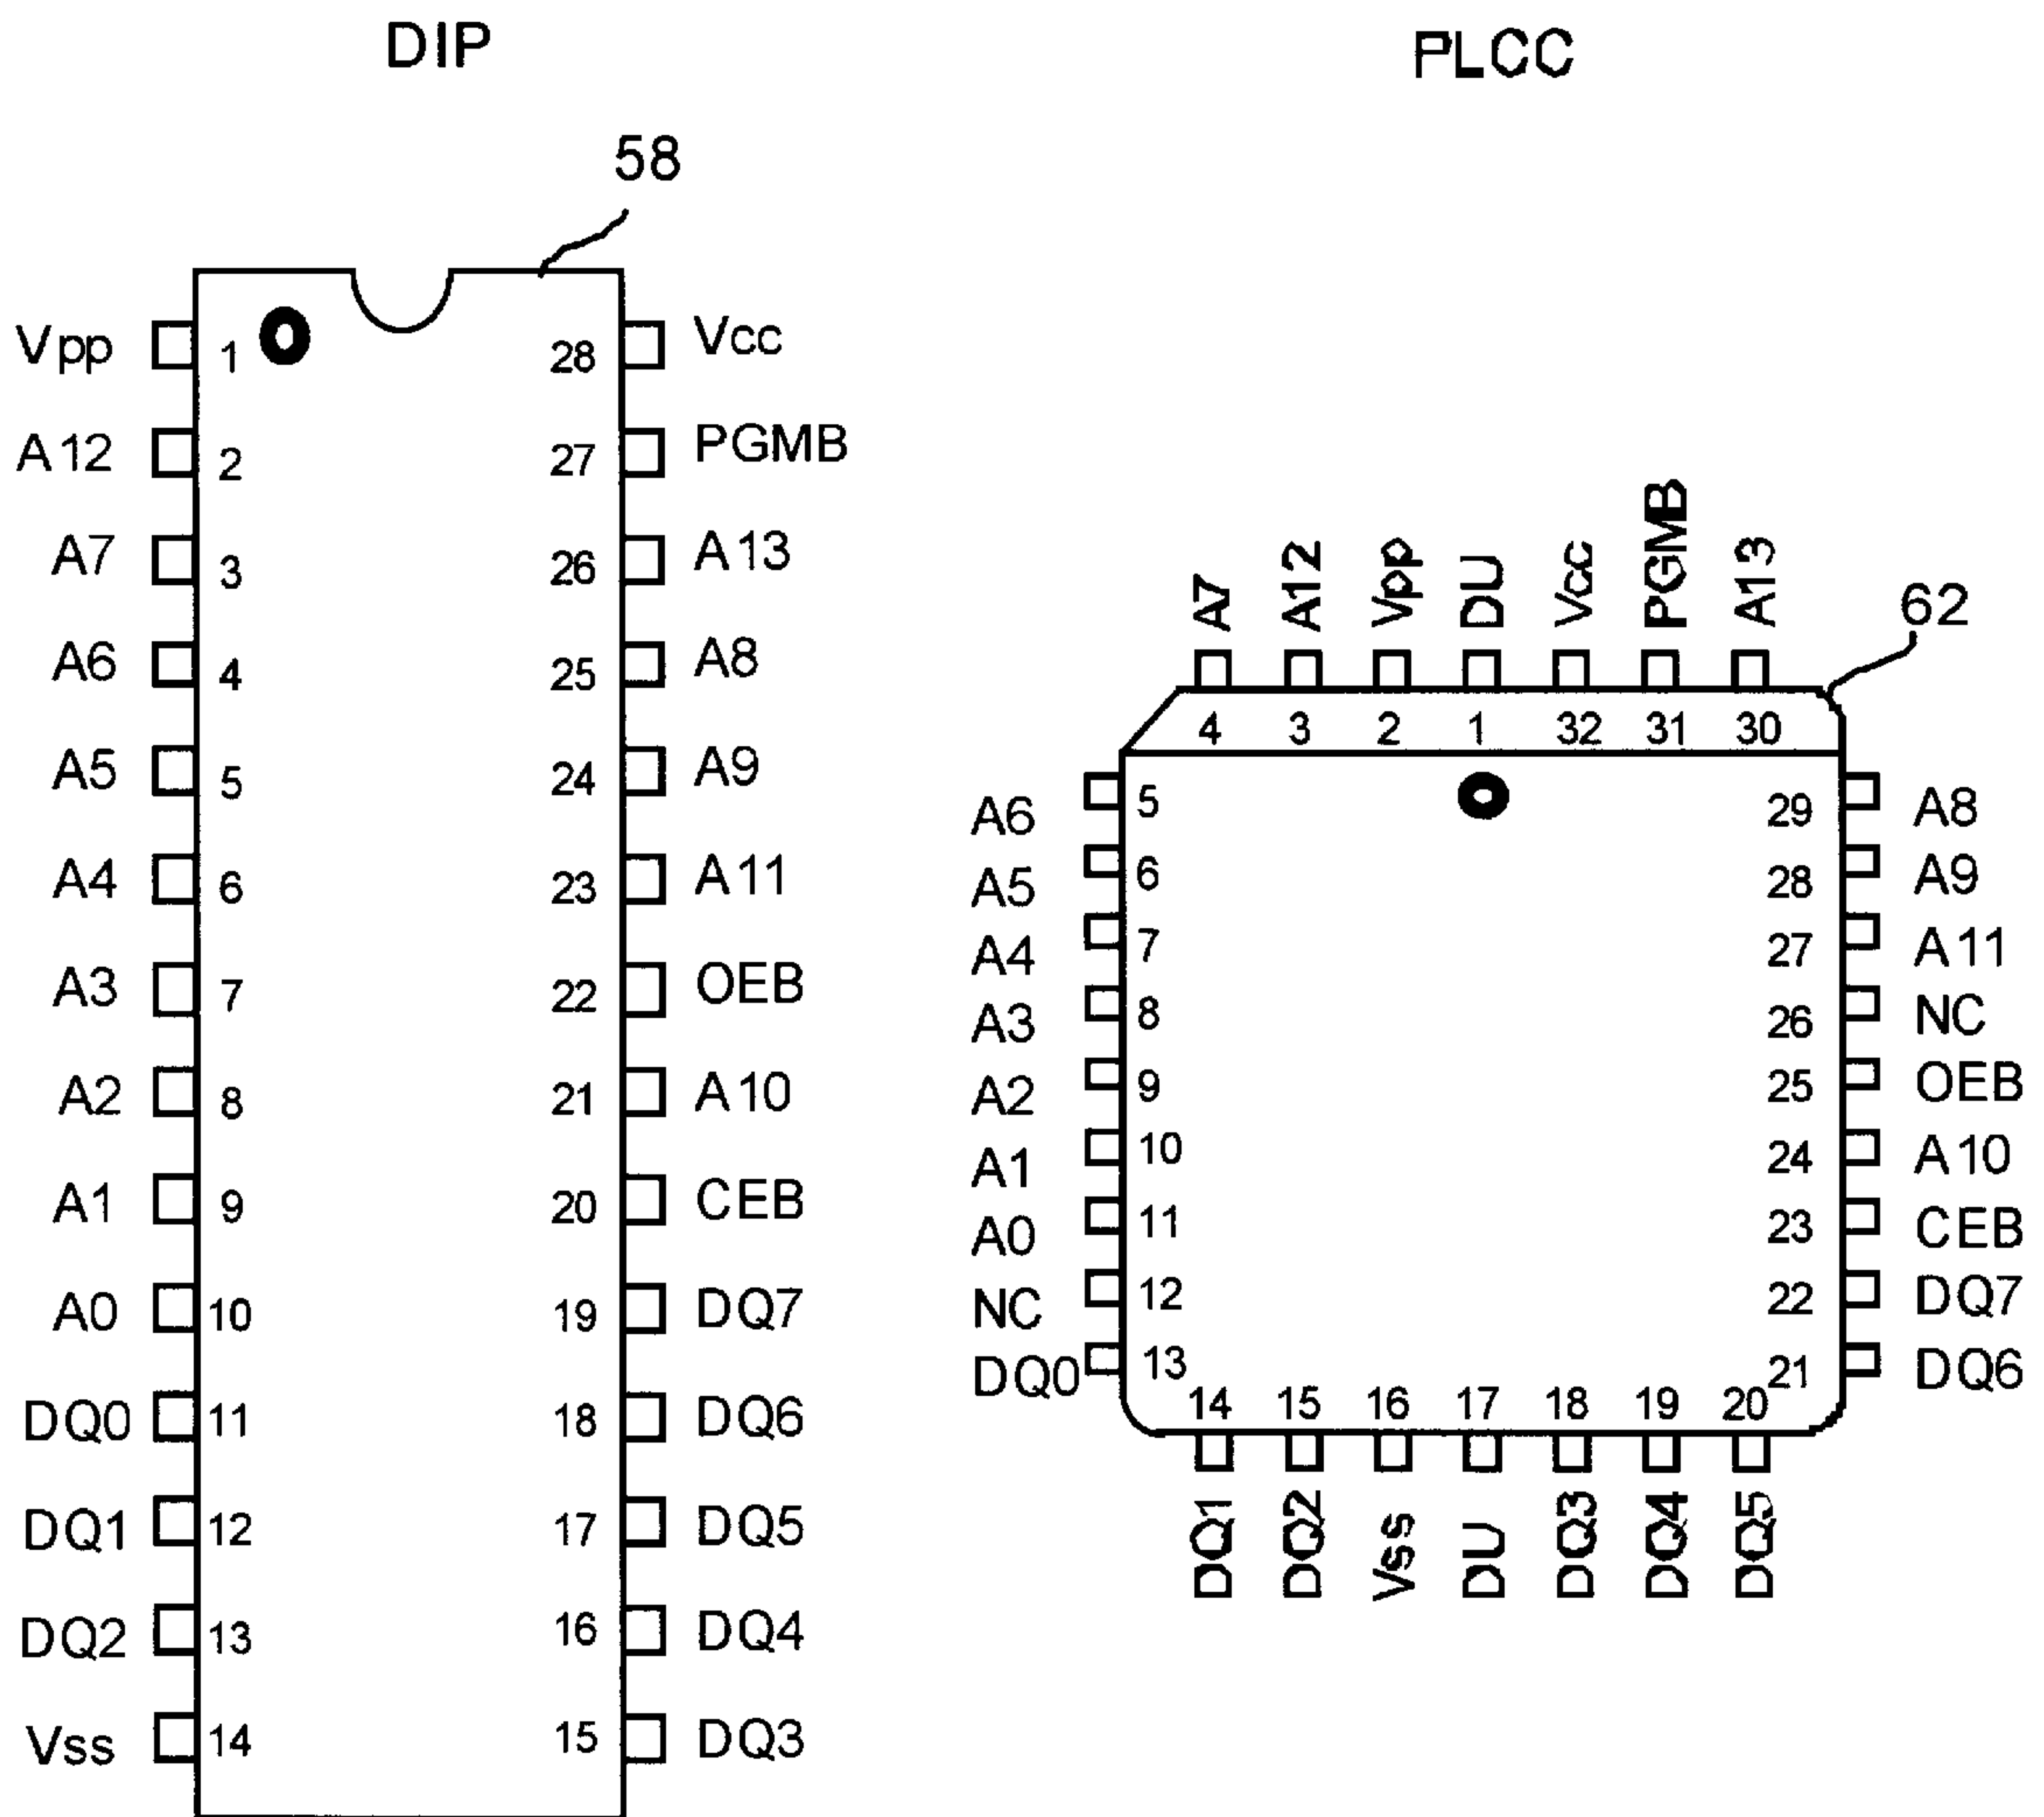 DIP
58
Vpp 1 28 Vcc
A12 2 27 PGMB
A7 3 26 A13
A6 4 25 A8
A5 5 24 A9
A4 6 23 A11
A3 7 22 OEB
A2 8 21 A10
A1 9 20 CEB
A0 10 19 DQ7
DQ0 11 18 DQ6
DQ1 12 17 DQ5
DQ2 13 16 DQ4
Vss 14 15 DQ3
PLCC
62
A7 A12 Vpp DU Vcc PGMB A13
4 3 2 1 32 31 30
A6 5 29 A8
A5 6 28 A9
A4 7 27 A11
A3 8 26 NC
A2 9 25 OEB
A1 10 24 A10
A0 11 23 CEB
NC 12 22 DQ7
DQ0 13 21 DQ6
14 15 16 17 18 19 20
DQ1 DQ2 Vss DU DQ3 DQ4 DQ5